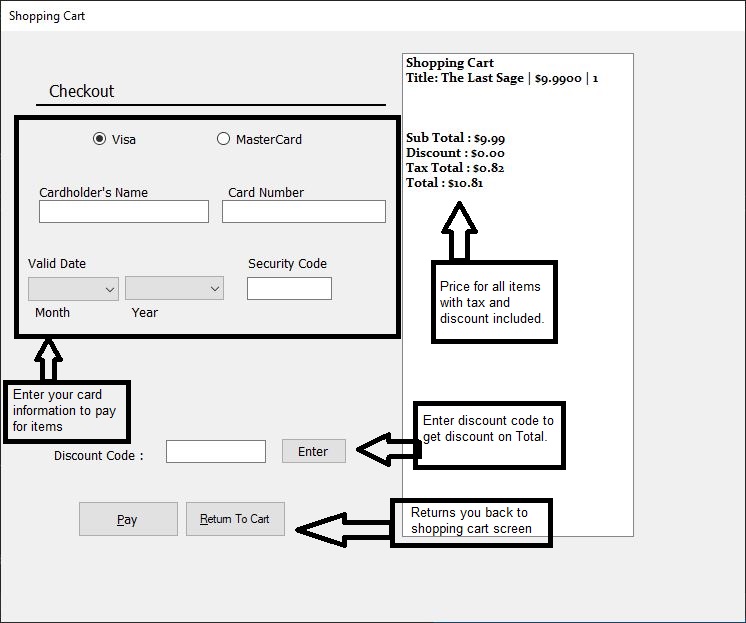 Shopping Cart
Checkout
Visa
MasterCard
Cardholder's Name
Card Number
Valid Date
Security Code
Month
Year
Enter your card
information to pay
for items
Discount Code :
Enter
Pay
Return To Cart
Shopping Cart
Title: The Last Sage | $9.9900 | 1
Sub Total : $9.99
Discount : $0.00
Tax Total : $0.82
Total : $10.81
Price for all items
with tax and
discount included.
Enter discount code to
get discount on Total.
Returns you back to
shopping cart screen